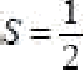 S = 1/2